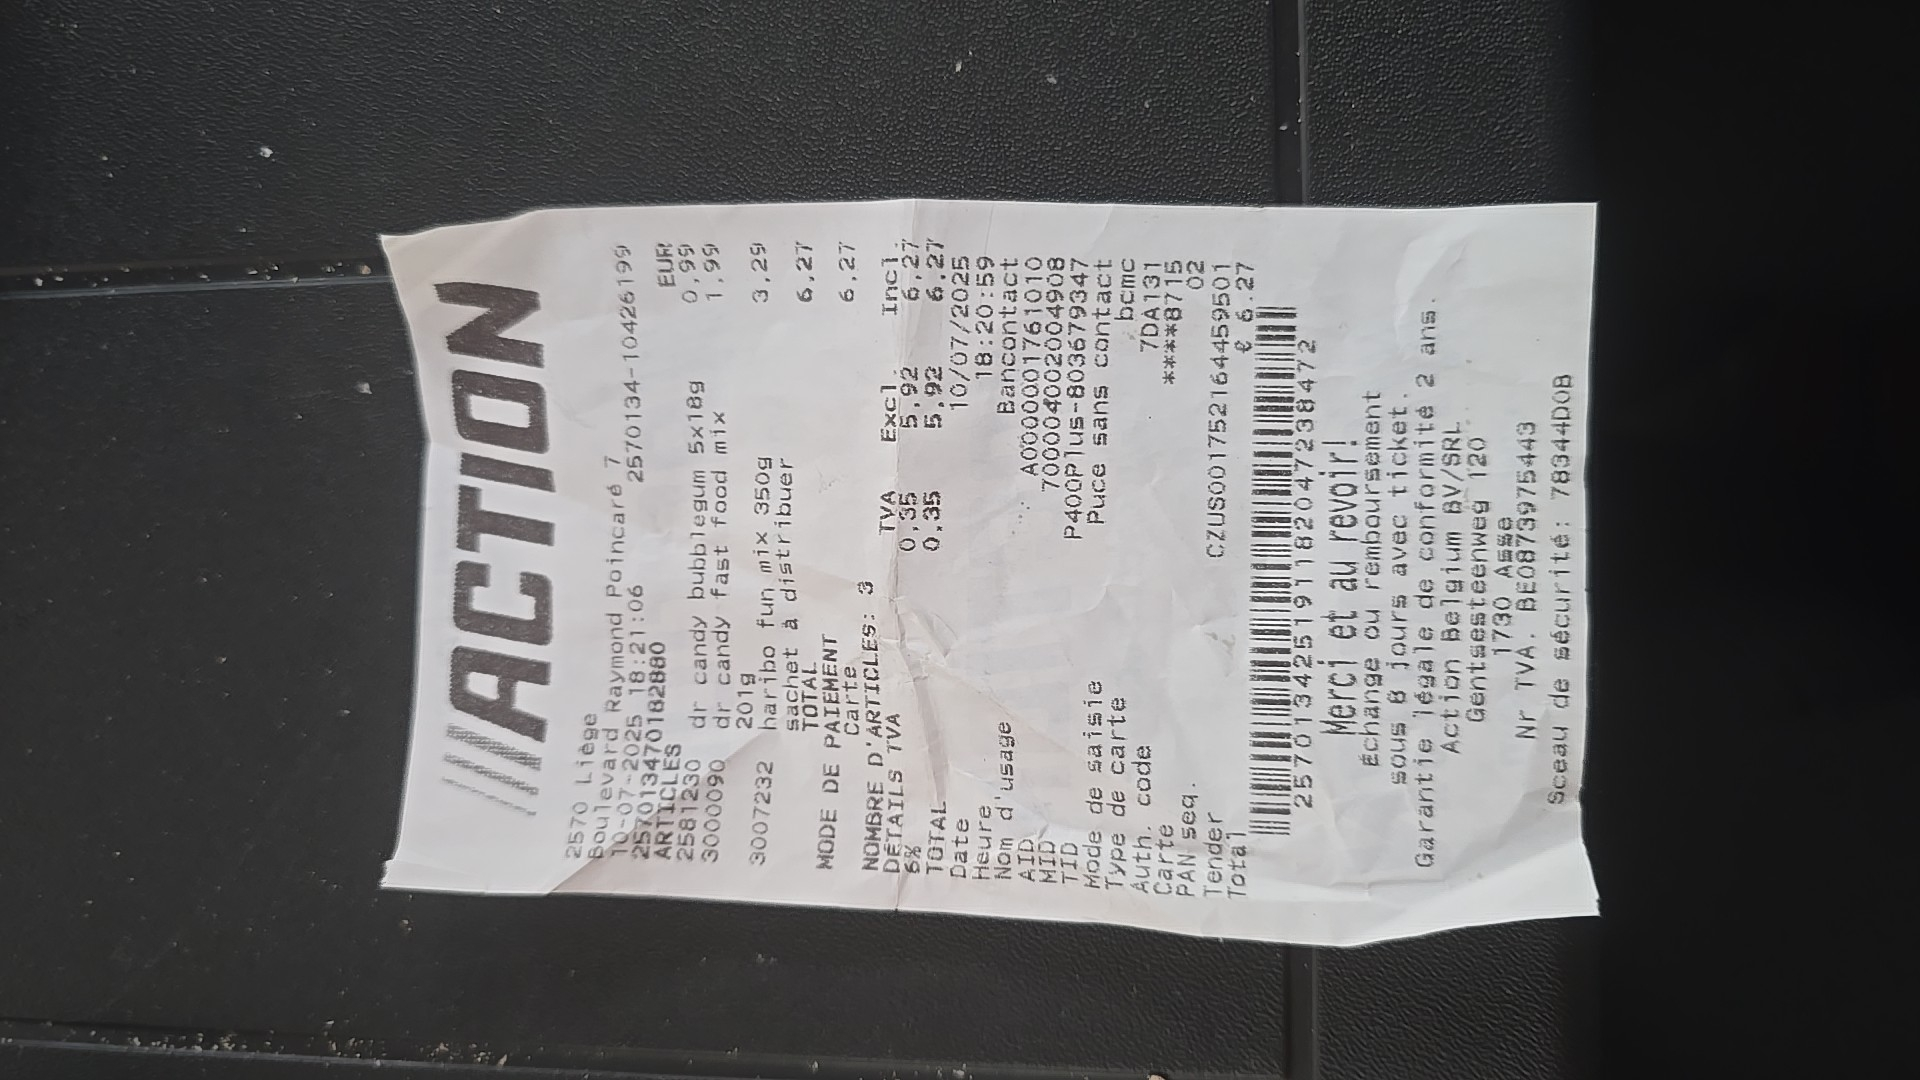 ///ACTION
2570 Liège
Boulevard Raymond Poincaré 7
10-07-2025 18:21:06 2570134-10426199
257013470182880
ARTICLES EUR
2581230 dr candy bubblegum 5x18g 0,99
3000090 dr candy fast food mix 1,99
201g
3007232 haribo fun mix 350g 3,29
sachet à distribuer
TOTAL 6,27
MODE DE PAIEMENT
Carte 6,27
NOMBRE D'ARTICLES: 3
DÉTAILS TVA TVA Excl. Incl.
6% 0,35 5,92 6,27
TOTAL 0,35 5,92 6,27
Date 10/07/2025
Heure 18:20:59
Nom d'usage Bancontact
AID A0000001761010
MID 700004002004908
TID P400Plus-803679347
Mode de saisie Puce sans contact
Type de carte bcmc
Auth. code 7DA131
Carte ****8715
PAN seq. 02
Tender CZUS001752164459501
Total € 6.27
257013425191182047238472
Merci et au revoir!
Échange ou remboursement
sous 8 jours avec ticket.
Garantie légale de conformité 2 ans.
Action Belgium BV/SRL
Gentsesteenweg 120
1730 Asse
Nr TVA. BE0873975443
Sceau de sécurité: 78344D0B